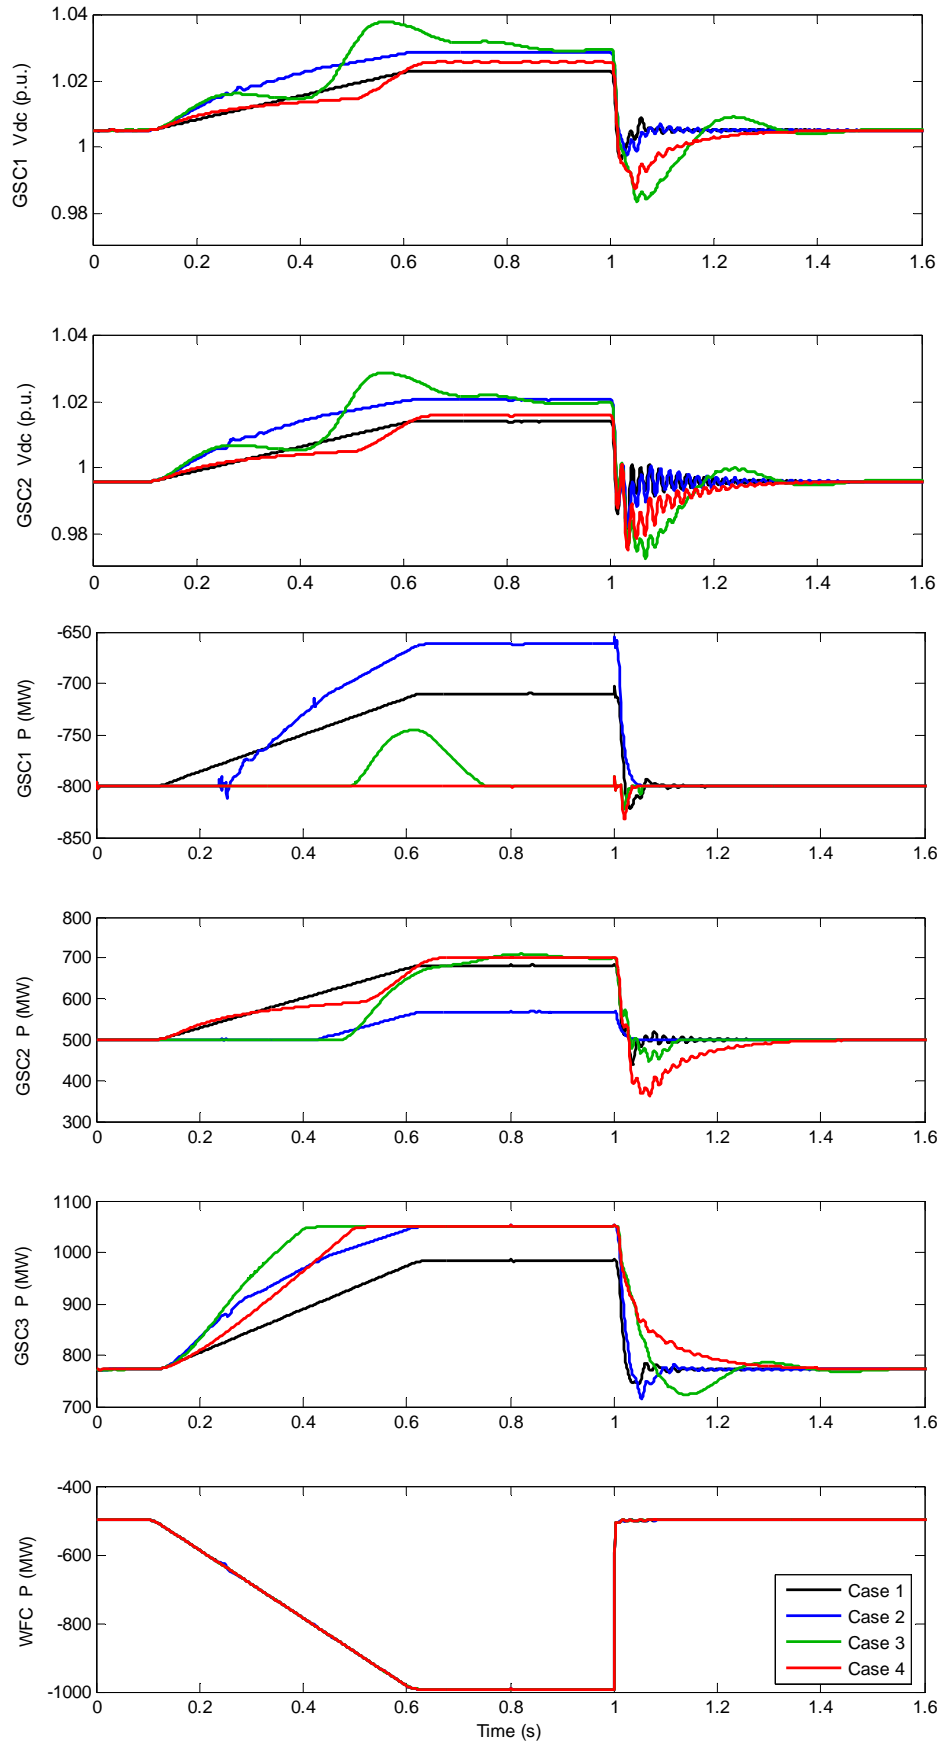 1.04
1.02
1
0.98
GSC1 Vdc (p.u.)
0 0.2 0.4 0.6 0.8 1 1.2 1.4 1.6
1.04
1.02
1
0.98
GSC2 Vdc (p.u.)
0 0.2 0.4 0.6 0.8 1 1.2 1.4 1.6
-650
-700
-750
-800
-850
GSC1 P (MW)
0 0.2 0.4 0.6 0.8 1 1.2 1.4 1.6
800
700
600
500
400
300
GSC2 P (MW)
0 0.2 0.4 0.6 0.8 1 1.2 1.4 1.6
1100
1000
900
800
700
GSC3 P (MW)
0 0.2 0.4 0.6 0.8 1 1.2 1.4 1.6
-400
-600
-800
-1000
WFC P (MW)
Case 1
Case 2
Case 3
Case 4
0 0.2 0.4 0.6 0.8 1 1.2 1.4 1.6
Time (s)